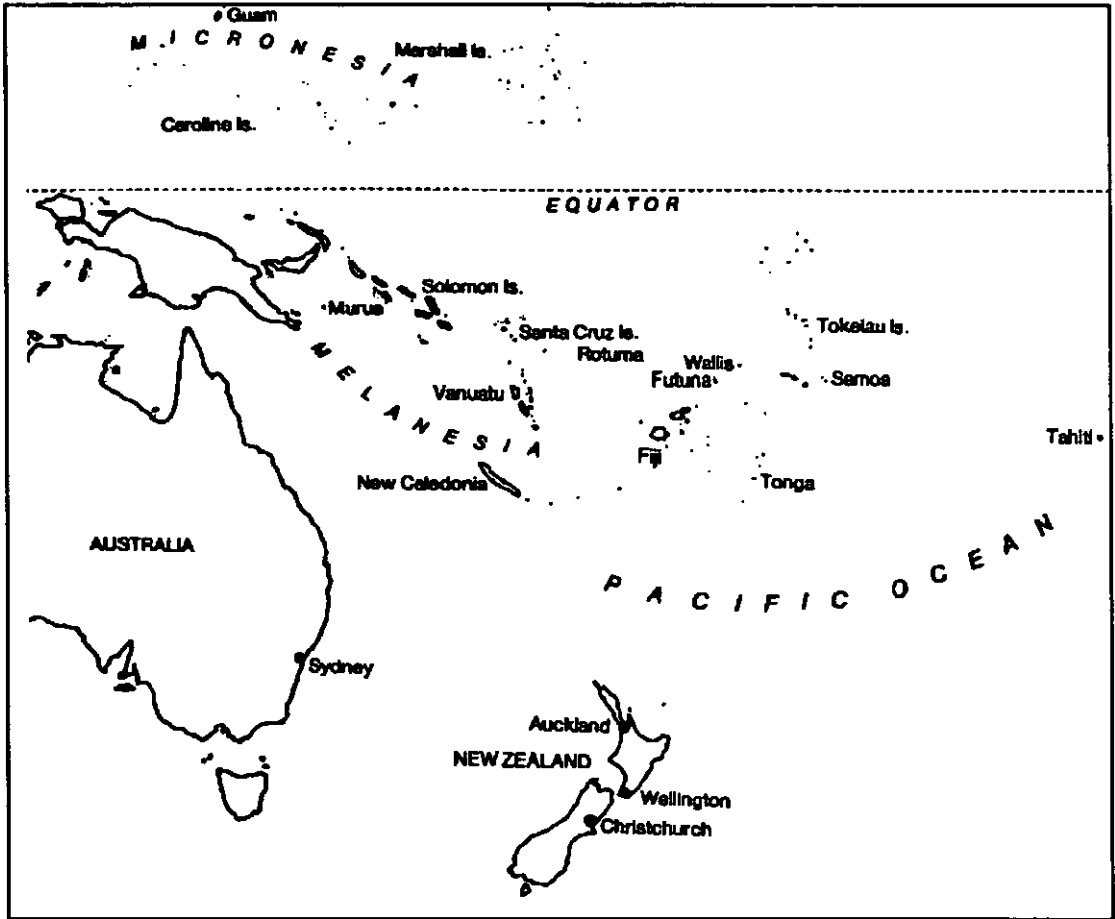 Guam
MICRONESIA
Marshall Is.
Caroline Is.
EQUATOR
Solomon Is.
Murua
Santa Cruz Is.
Tokelau Is.
Rotuma
Wallis
Futuna
Samoa
Vanuatu
MELANESIA
Tahiti
Fiji
New Caledonia
Tonga
AUSTRALIA
PACIFIC OCEAN
Sydney
Auckland
NEW ZEALAND
Wellington
Christchurch